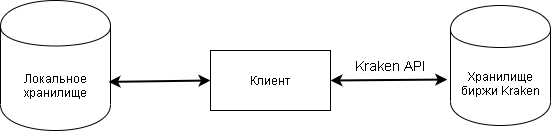 Локальное
хранилище
Клиент
Kraken API
Хранилище
биржи Kraken